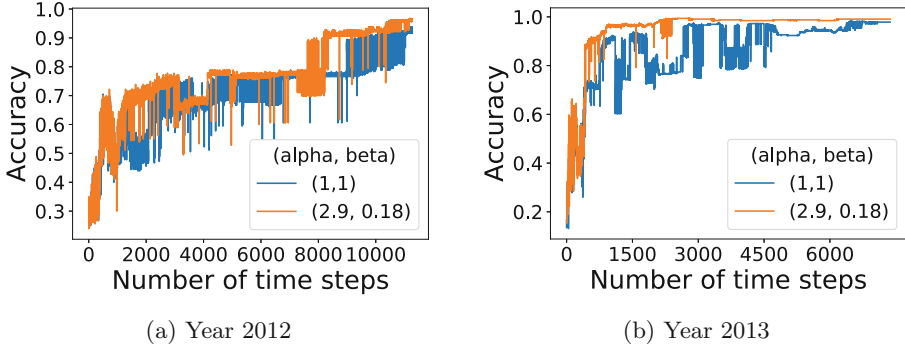 1.0
0.9
0.8
0.7
0.6
0.5
0.4
0.3
Accuracy
0 2000 4000 6000 8000 10000
Number of time steps
(alpha, beta)
(1,1)
(2.9, 0.18)
(a) Year 2012
1.0
0.8
0.6
0.4
0.2
Accuracy
0 1500 3000 4500 6000
Number of time steps
(alpha, beta)
(1,1)
(2.9, 0.18)
(b) Year 2013